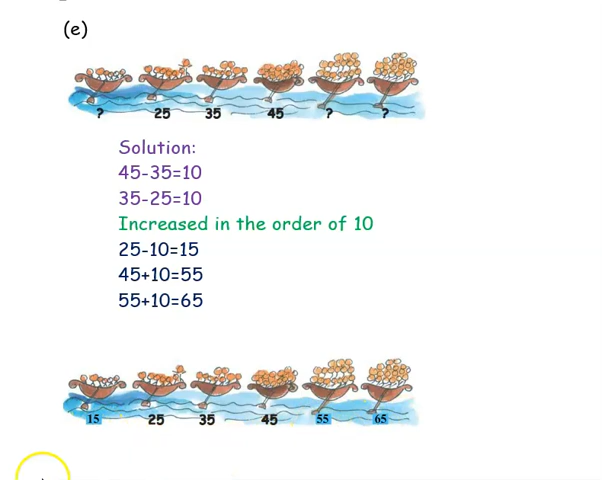 (e)
? 25 35 45 ? ?
Solution:
45-35=10
35-25=10
Increased in the order of 10
25-10=15
45+10=55
55+10=65
15 25 35 45 55 65